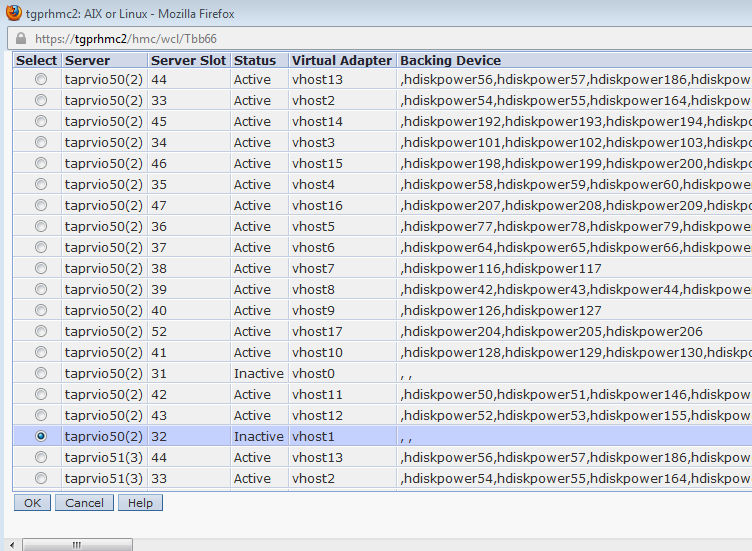 tgprhmc2: AIX or Linux - Mozilla Firefox
https://tgprhmc2/hmc/wcl/Tbb66
Select Server Server Slot Status Virtual Adapter Backing Device
taprvio50(2) 44 Active vhost13 ,hdiskpower56,hdiskpower57,hdiskpower186,hdiskpow
taprvio50(2) 33 Active vhost2 ,hdiskpower54,hdiskpower55,hdiskpower164,hdiskpow
taprvio50(2) 45 Active vhost14 ,hdiskpower192,hdiskpower193,hdiskpower194,hdiskpo
taprvio50(2) 34 Active vhost3 ,hdiskpower101,hdiskpower102,hdiskpower103,hdiskpo
taprvio50(2) 46 Active vhost15 ,hdiskpower198,hdiskpower199,hdiskpower200,hdiskpo
taprvio50(2) 35 Active vhost4 ,hdiskpower58,hdiskpower59,hdiskpower60,hdiskpower
taprvio50(2) 47 Active vhost16 ,hdiskpower207,hdiskpower208,hdiskpower209,hdiskpo
taprvio50(2) 36 Active vhost5 ,hdiskpower77,hdiskpower78,hdiskpower79,hdiskpower
taprvio50(2) 37 Active vhost6 ,hdiskpower64,hdiskpower65,hdiskpower66,hdiskpower
taprvio50(2) 38 Active vhost7 ,hdiskpower116,hdiskpower117
taprvio50(2) 39 Active vhost8 ,hdiskpower42,hdiskpower43,hdiskpower44,hdiskpower
taprvio50(2) 40 Active vhost9 ,hdiskpower126,hdiskpower127
taprvio50(2) 52 Active vhost17 ,hdiskpower204,hdiskpower205,hdiskpower206
taprvio50(2) 41 Active vhost10 ,hdiskpower128,hdiskpower129,hdiskpower130,hdiskpo
taprvio50(2) 31 Inactive vhost0 , ,
taprvio50(2) 42 Active vhost11 ,hdiskpower50,hdiskpower51,hdiskpower146,hdiskpow
taprvio50(2) 43 Active vhost12 ,hdiskpower52,hdiskpower53,hdiskpower155,hdiskpow
taprvio50(2) 32 Inactive vhost1 , ,
taprvio51(3) 44 Active vhost13 ,hdiskpower56,hdiskpower57,hdiskpower186,hdiskpow
taprvio51(3) 33 Active vhost2 ,hdiskpower54,hdiskpower55,hdiskpower164,hdiskpow
OK Cancel Help